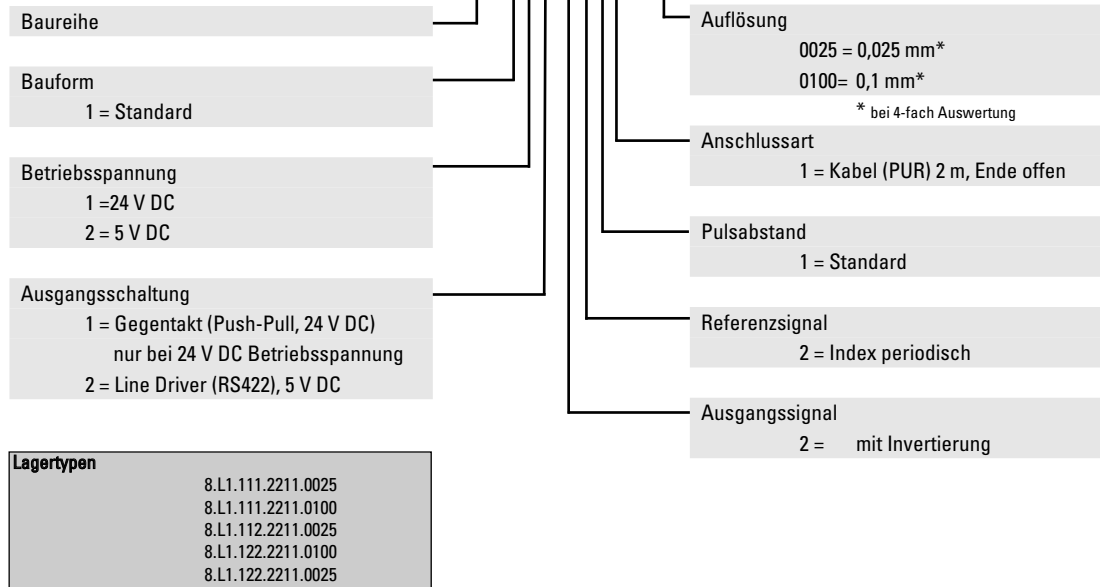 Baureihe
Bauform
1 = Standard
Betriebsspannung
1 =24 V DC
2 = 5 V DC
Ausgangsschaltung
1 = Gegentakt (Push-Pull, 24 V DC)
nur bei 24 V DC Betriebsspannung
2 = Line Driver (RS422), 5 V DC
Auflösung
0025 = 0,025 mm*
0100= 0,1 mm*
* bei 4-fach Auswertung
Anschlussart
1 = Kabel (PUR) 2 m, Ende offen
Pulsabstand
1 = Standard
Referenzsignal
2 = Index periodisch
Ausgangssignal
2 = mit Invertierung
Lagertypen
8.L1.111.2211.0025
8.L1.111.2211.0100
8.L1.112.2211.0025
8.L1.122.2211.0100
8.L1.122.2211.0025